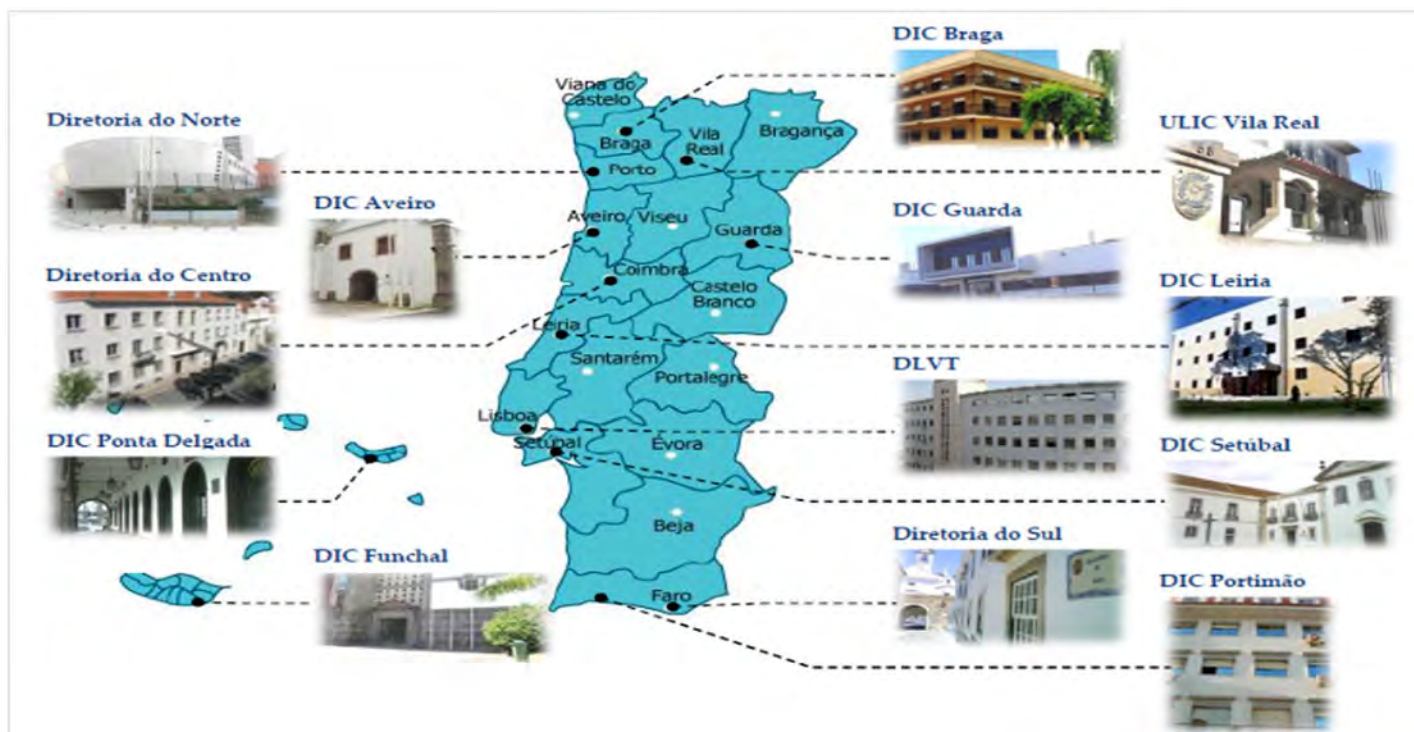 DIC Braga
Diretoria do Norte
ULIC Vila Real
DIC Aveiro
DIC Guarda
Diretoria do Centro
DIC Leiria
DLVT
DIC Ponta Delgada
DIC Setúbal
DIC Funchal
Diretoria do Sul
DIC Portimão
Viana do
Castelo
Braga
Vila
Real
Bragança
Porto
Aveiro
Viseu
Guarda
Coimbra
Castelo
Branco
Leiria
Santarém
Portalegre
Lisboa
Setúbal
Évora
Beja
Faro